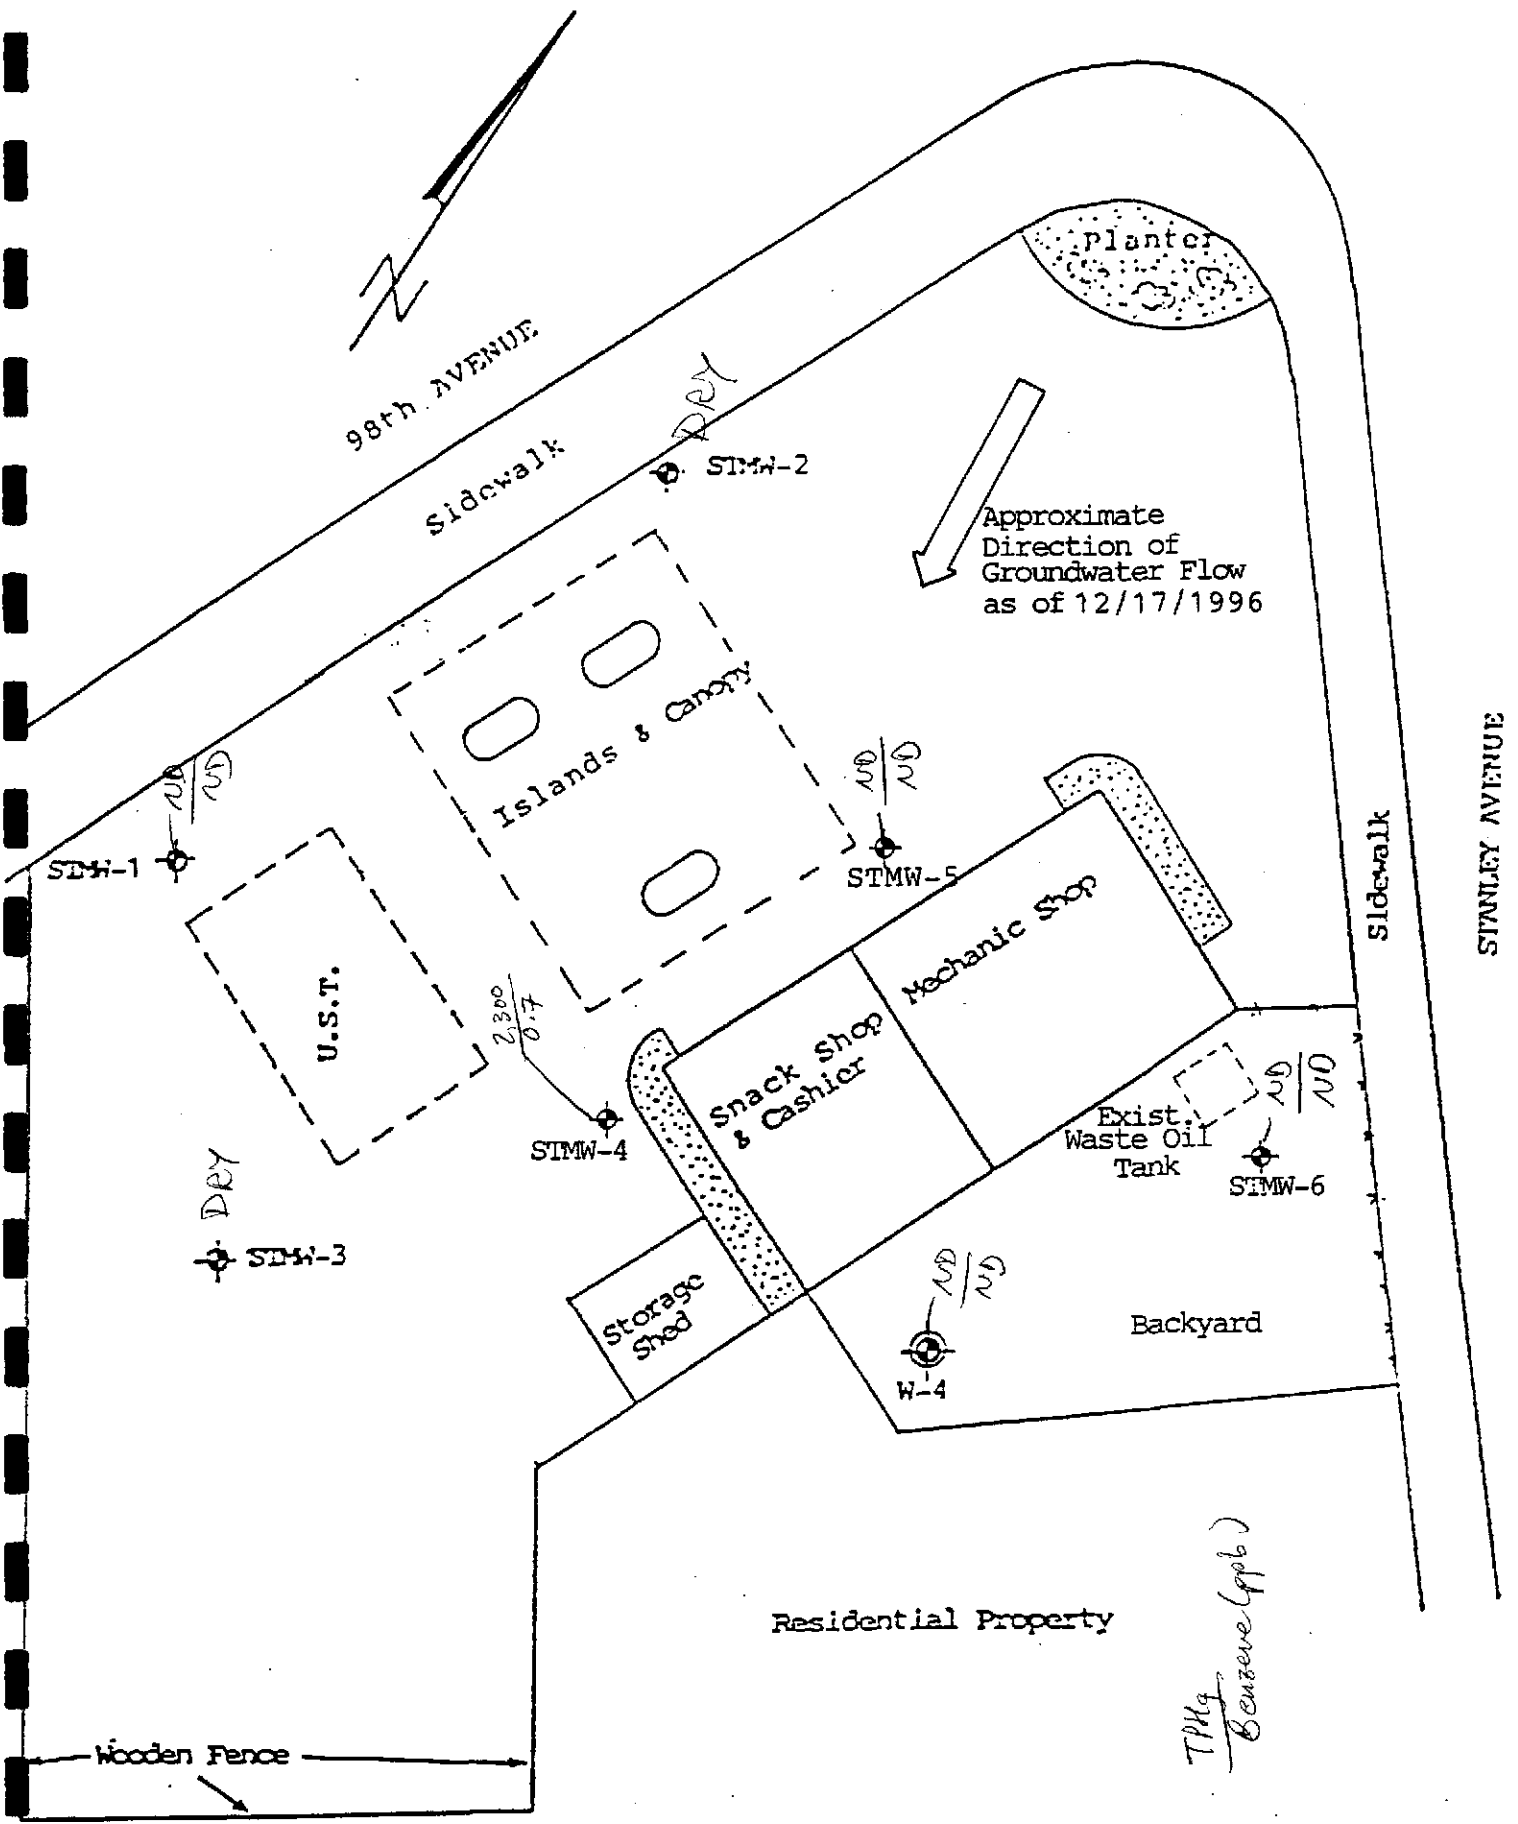 Planter
98th AVENUE
Sidewalk
DRY
STMW-2
Approximate
Direction of
Groundwater Flow
as of 12/17/1996
Islands & Canopy
ND
ND
STMW-1
ND
ND
STMW-5
U.S.T.
2,300
0.7
STMW-4
Snack Shop
& Cashier
Mechanic Shop
Sidewalk
STANLEY AVENUE
Exist.
Waste Oil
Tank
ND
ND
STMW-6
DRY
STMW-3
Storage
Shed
ND
ND
W-4
Backyard
Residential Property
TPHg
Benzene (ppb)
Wooden Fence
N